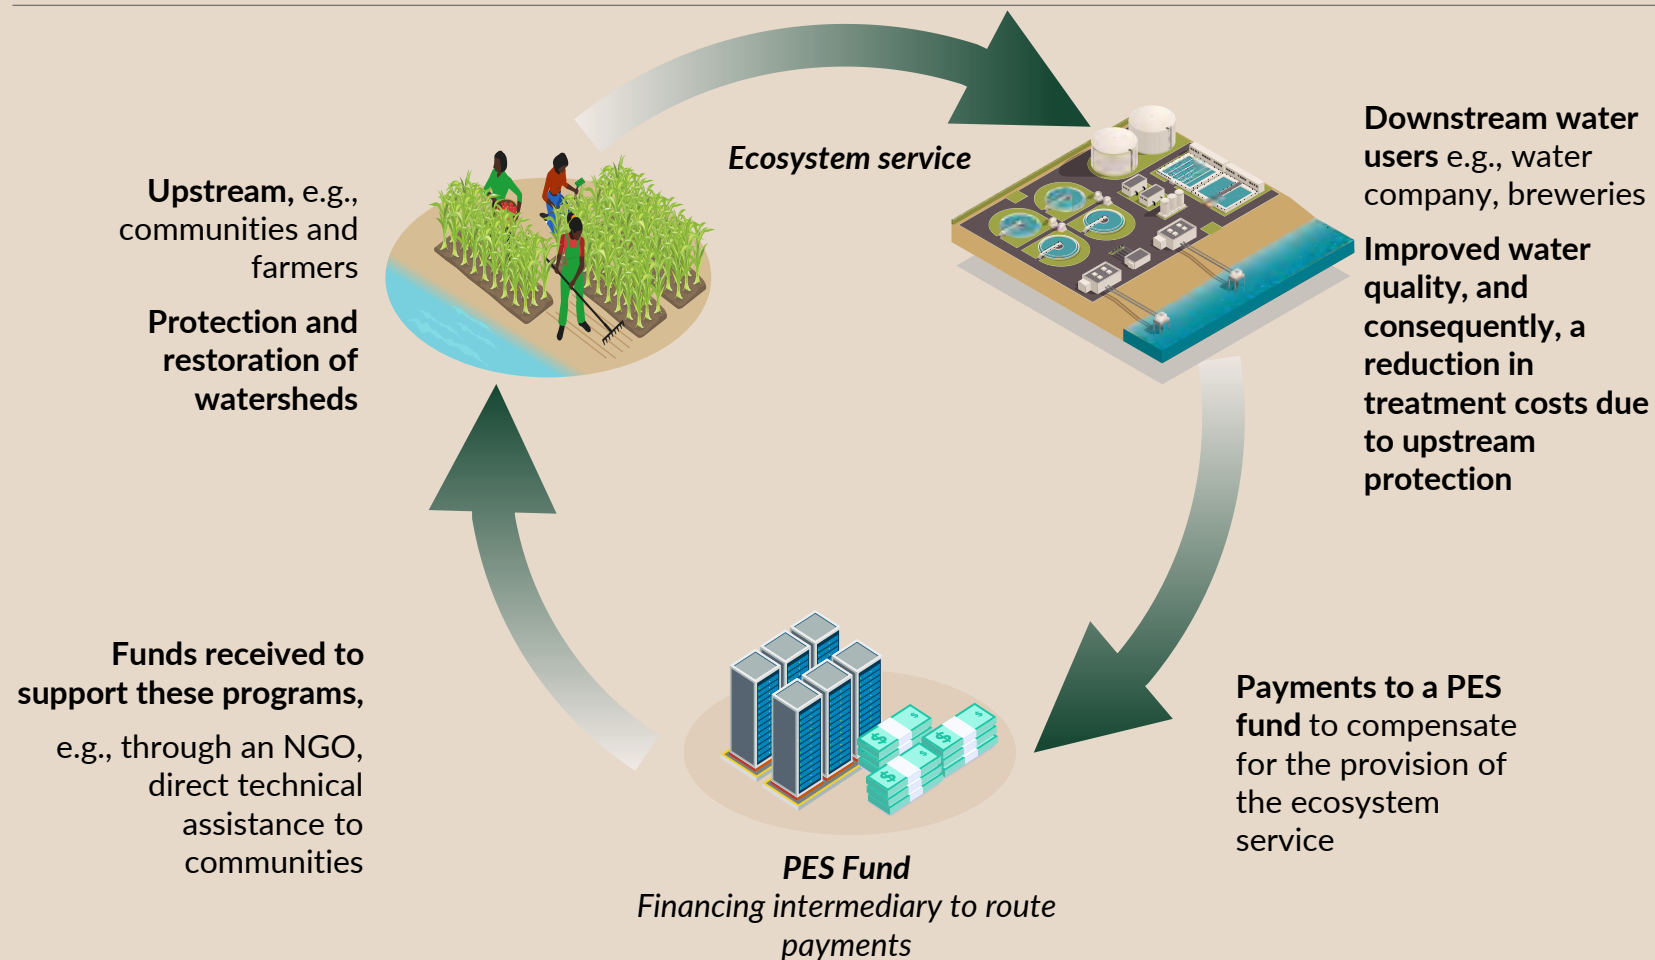 Upstream, e.g.,
communities and
farmers
Protection and
restoration of
watersheds
Ecosystem service
Downstream water
users e.g., water
company, breweries
Improved water
quality, and
consequently, a
reduction in
treatment costs due
to upstream
protection
Payments to a PES
fund to compensate
for the provision of
the ecosystem
service
PES Fund
Financing intermediary to route
payments
Funds received to
support these programs,
e.g., through an NGO,
direct technical
assistance to
communities